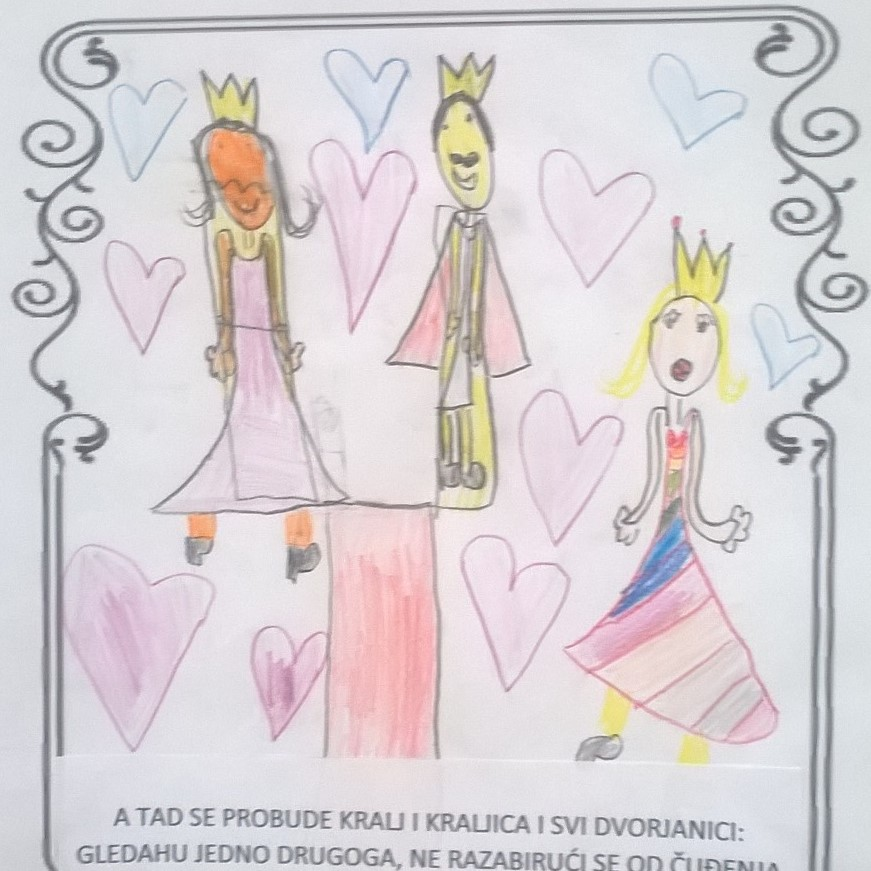 A TAD SE PROBUDE KRALJ I KRALJICA I SVI DVORJANICI:
GLEDAHU JEDNO DRUGOGA, NE RAZABIRUĆI SE OD ČUĐENJA